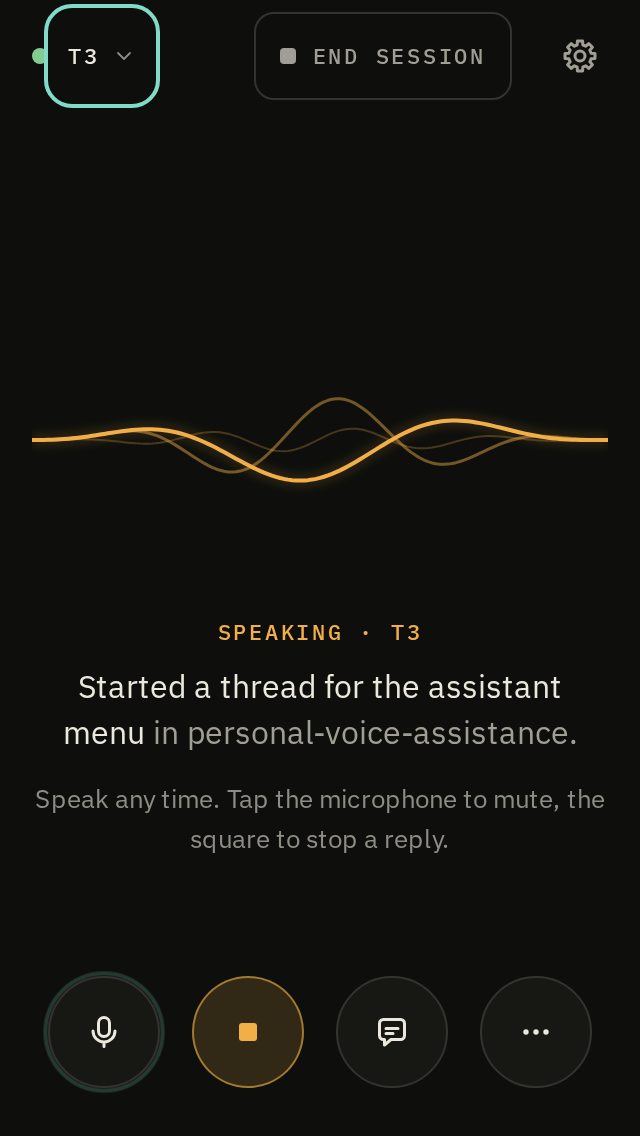 T3
END SESSION
SPEAKING · T3
Started a thread for the assistant
menu in personal-voice-assistance.
Speak any time. Tap the microphone to mute, the
square to stop a reply.